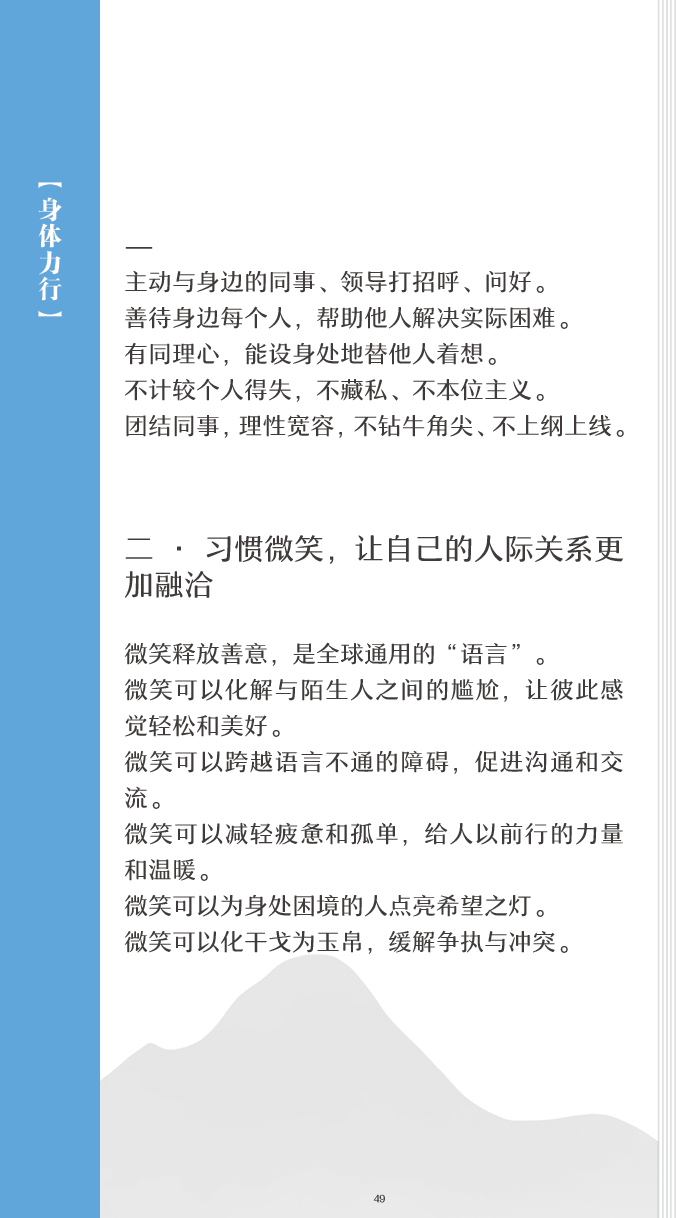 【身体力行】
一
主动与身边的同事、领导打招呼、问好。
善待身边每个人，帮助他人解决实际困难。
有同理心，能设身处地替他人着想。
不计较个人得失，不藏私、不本位主义。
团结同事，理性宽容，不钻牛角尖、不上纲上线。
二 · 习惯微笑，让自己的人际关系更
加融洽
微笑释放善意，是全球通用的“语言”。
微笑可以化解与陌生人之间的尴尬，让彼此感
觉轻松和美好。
微笑可以跨越语言不通的障碍，促进沟通和交
流。
微笑可以减轻疲惫和孤单，给人以前行的力量
和温暖。
微笑可以为身处困境的人点亮希望之灯。
微笑可以化干戈为玉帛，缓解争执与冲突。
49